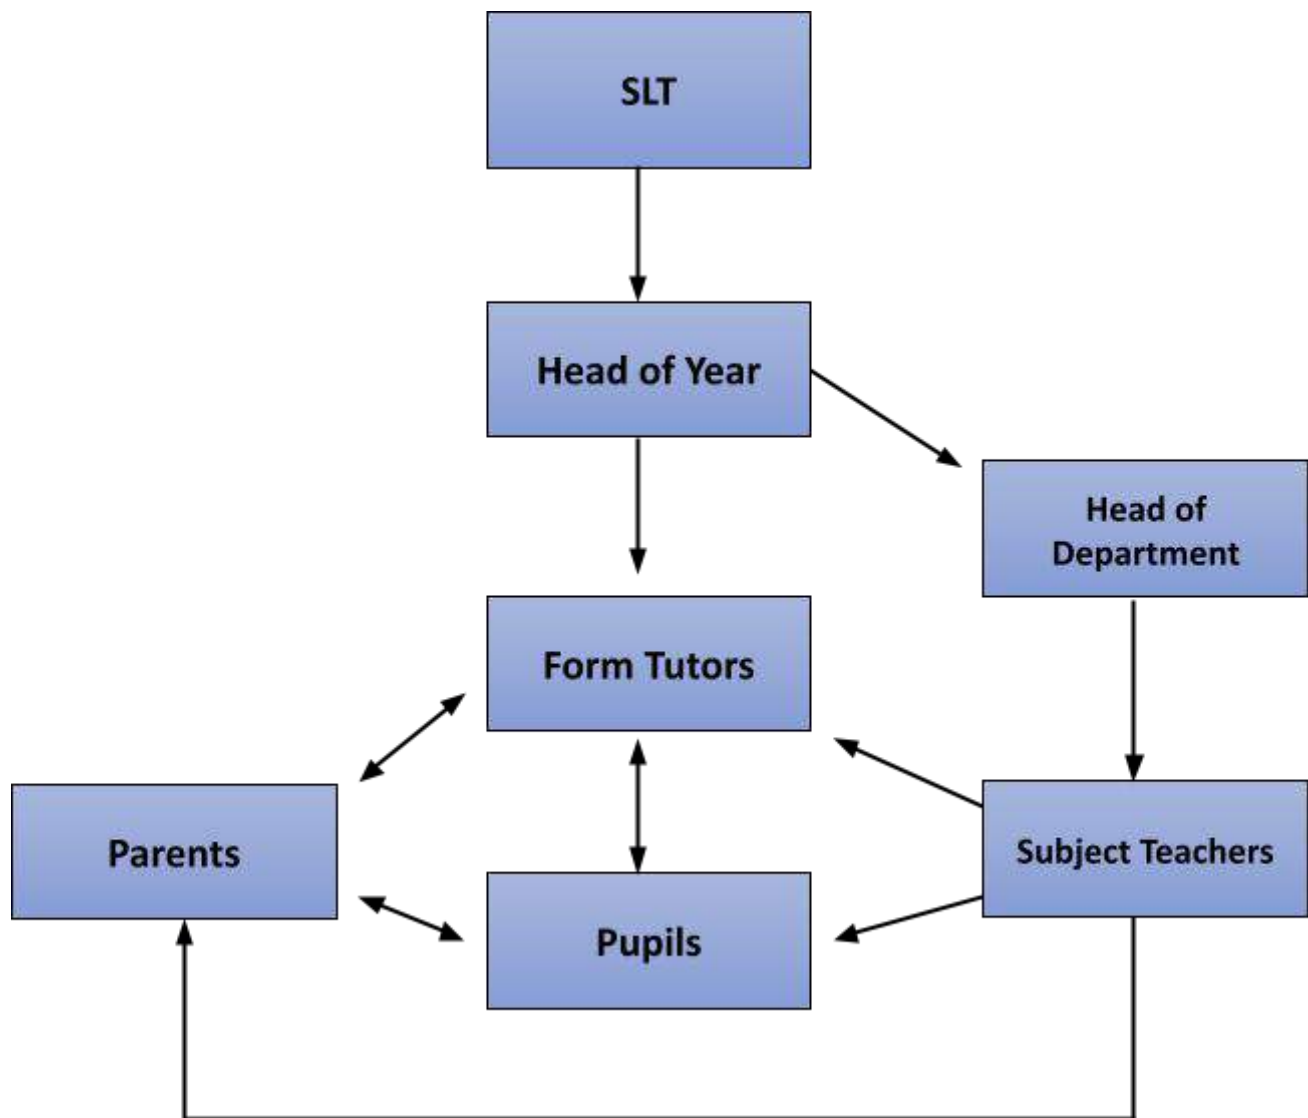 SLT
Head of Year
Head of
Department
Form Tutors
Parents
Subject Teachers
Pupils